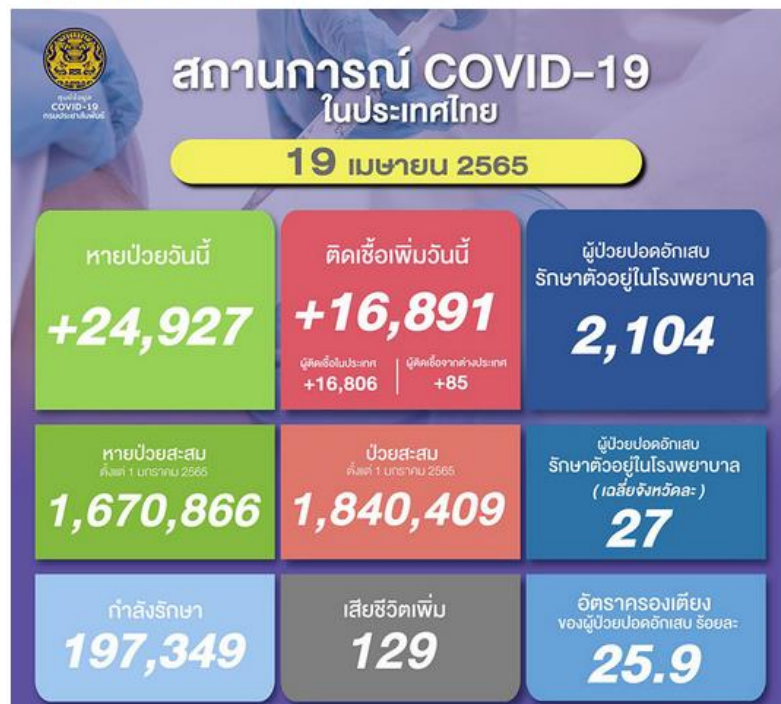 ศูนย์ข้อมูล
COVID-19
กรมประชาสัมพันธ์
สถานการณ์ COVID-19
ในประเทศไทย
19 เมษายน 2565
หายป่วยวันนี้
+24,927
ติดเชื้อเพิ่มวันนี้
+16,891
ผู้ติดเชื้อในประเทศ
+16,806
ผู้ติดเชื้อจากต่างประเทศ
+85
ผู้ป่วยปอดอักเสบ
รักษาตัวอยู่ในโรงพยาบาล
2,104
หายป่วยสะสม
ตั้งแต่ 1 มกราคม 2565
1,670,866
ป่วยสะสม
ตั้งแต่ 1 มกราคม 2565
1,840,409
ผู้ป่วยปอดอักเสบ
รักษาตัวอยู่ในโรงพยาบาล
(เฉลี่ยจังหวัดละ)
27
กำลังรักษา
197,349
เสียชีวิตเพิ่ม
129
อัตราครองเตียง
ของผู้ป่วยปอดอักเสบ ร้อยละ
25.9